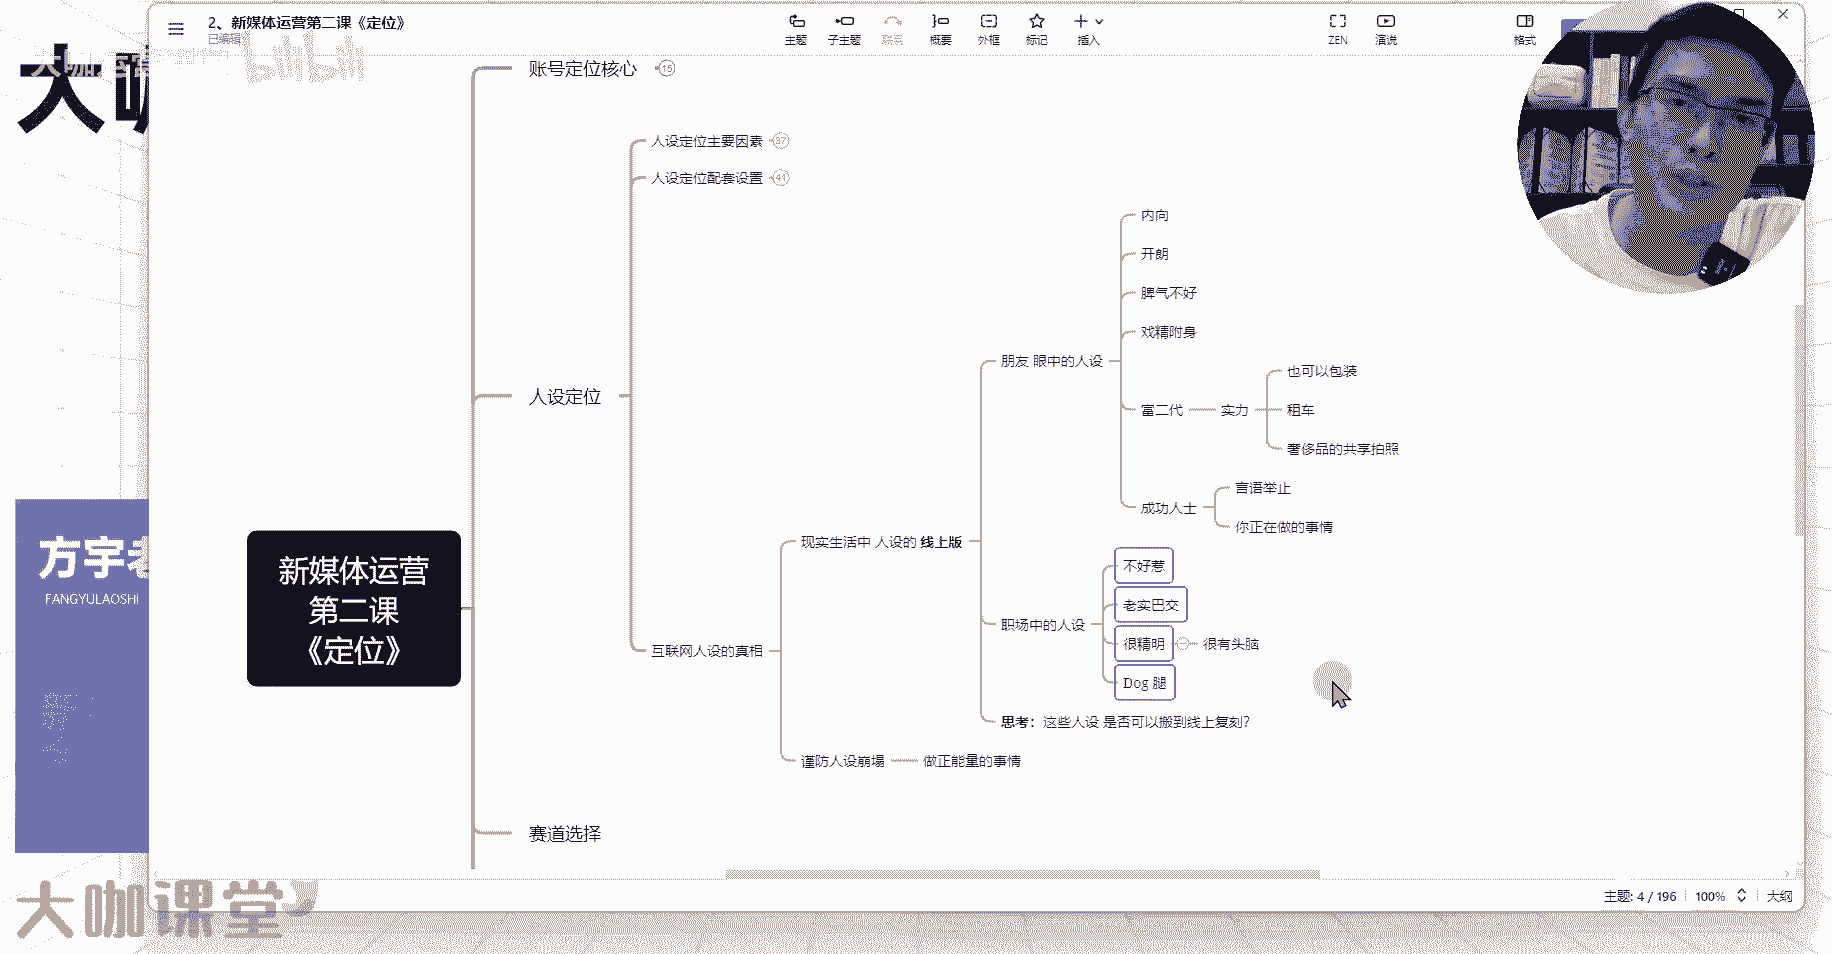 2、新媒体运营第二课《定位》
已编辑
主题
子主题
联系
概要
外框
标记
插入
ZEN
演说
格式
bilibili
大咖
账号定位核心
15
人设定位主要因素
37
人设定位配套设置
41
内向
开朗
脾气不好
戏精附身
朋友 眼中的人设
也可以包装
人设定位
富二代
实力
租车
奢侈品的共享拍照
言语举止
成功人士
你正在做的事情
现实生活中 人设的 线上版
新媒体运营
第二课
《定位》
不好惹
老实巴交
职场中的人设
很精明
很有头脑
互联网人设的真相
Dog 腿
思考：这些人设 是否可以搬到线上复刻？
谨防人设崩塌
做正能量的事情
赛道选择
方宇老
FANGYULAOSHI
大咖课堂
主题: 4 / 196
100%
大纲